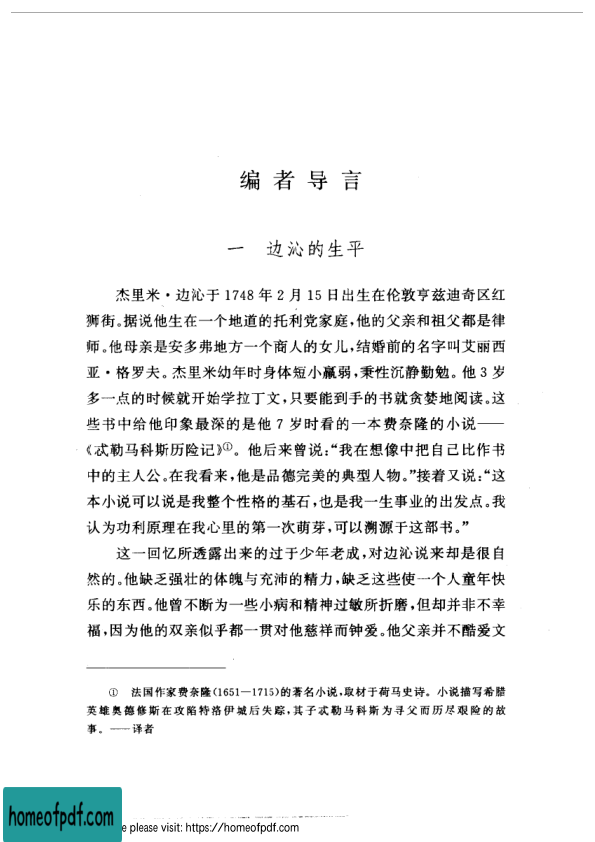 编者导言
一 边沁的生平
杰里米·边沁于1748年2月15日出生在伦敦亨兹迪奇区红
狮街。据说他生在一个地道的托利党家庭，他的父亲和祖父都是律
师。他母亲是安多弗地方一个商人的女儿，结婚前的名字叫艾丽西
亚·格罗夫。杰里米幼年时身体短小羸弱，秉性沉静勤勉。他3岁
多一点的时候就开始学拉丁文，只要能到手的书就贪婪地阅读。这
些书中给他印象最深的是他7岁时看的一本费奈隆的小说——
《忒勒马科斯历险记》①。他后来曾说：“我在想像中把自己比作书
中的主人公。在我看来，他是品德完美的典型人物。”接着又说：“这
本小说可以说是我整个性格的基石，也是我一生事业的出发点。我
认为功利原理在我心里的第一次萌芽，可以溯源于这部书。”
这一回忆所透露出来的过于少年老成，对边沁说来却是很自
然的。他缺乏强壮的体魄与充沛的精力，缺乏这些使一个人童年快
乐的东西。他曾不断为一些小病和精神过敏所折磨，但却并非不幸
福，因为他的双亲似乎都一贯对他慈祥而钟爱。他父亲并不酷爱文
① 法国作家费奈隆(1651—1715)的著名小说，取材于荷马史诗。小说描写希腊
英雄奥德修斯在攻陷特洛伊城后失踪，其子忒勒马科斯为寻父而历尽艰险的故
事。——译者
homeofpdf.com
e please visit: https://homeofpdf.com